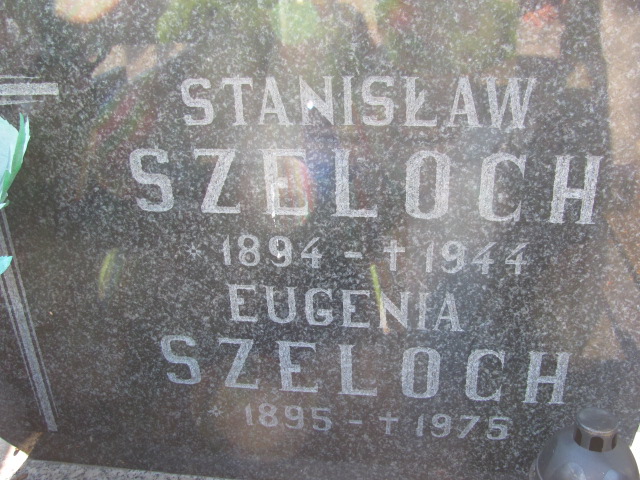 STANISŁAW
SZELOCH
* 1894 - † 1944
EUGENIA
SZELOCH
* 1895 - † 1975